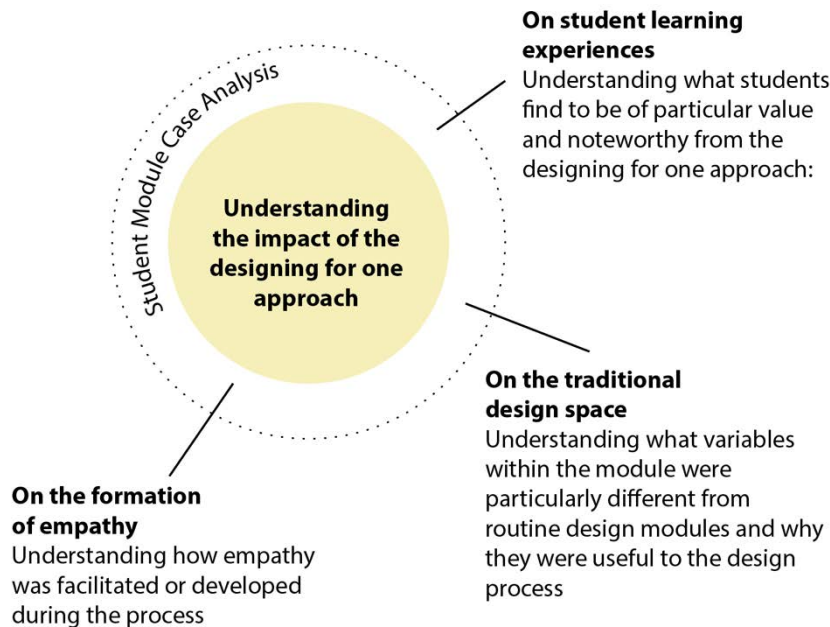 On student learning
experiences
Understanding what students
find to be of particular value
and noteworthy from the
designing for one approach:
Student Module Case Analysis
Understanding
the impact of the
designing for one
approach
On the traditional
design space
Understanding what variables
within the module were
particularly different from
routine design modules and why
they were useful to the design
process
On the formation
of empathy
Understanding how empathy
was facilitated or developed
during the process